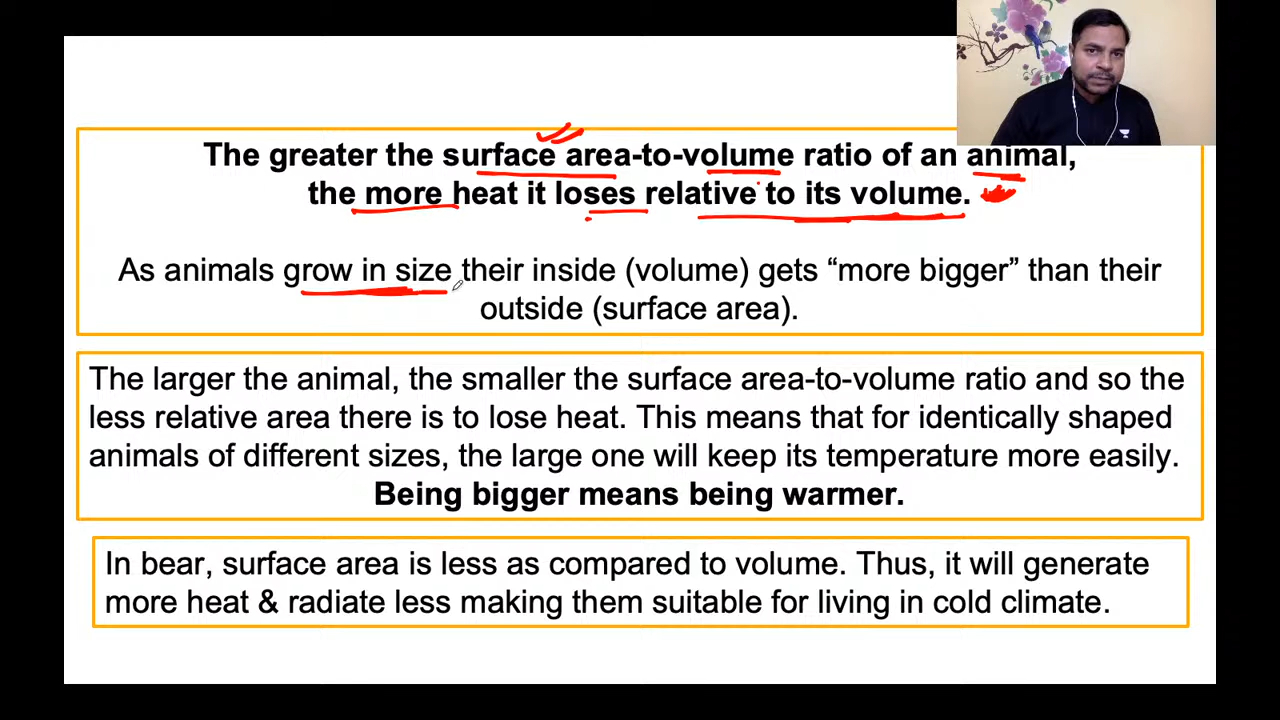 The greater the surface area-to-volume ratio of an animal,
the more heat it loses relative to its volume.
As animals grow in size their inside (volume) gets “more bigger” than their
outside (surface area).
The larger the animal, the smaller the surface area-to-volume ratio and so the
less relative area there is to lose heat. This means that for identically shaped
animals of different sizes, the large one will keep its temperature more easily.
Being bigger means being warmer.
In bear, surface area is less as compared to volume. Thus, it will generate
more heat & radiate less making them suitable for living in cold climate.